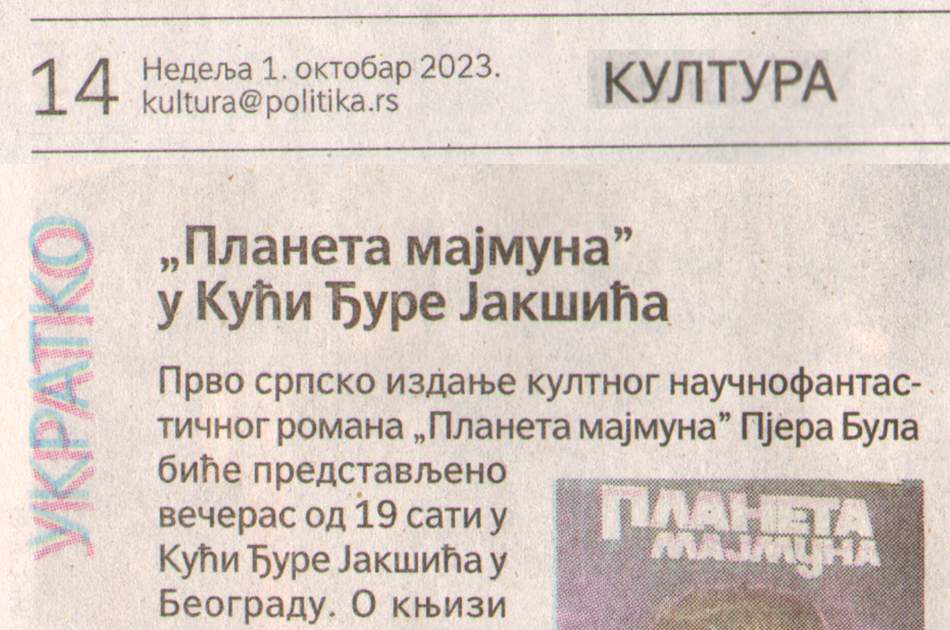 14
Недеља 1. октобар 2023.
kultura@politika.rs
КУЛТУРА
УКРАТКО
„Планета мајмуна”
у Кући Ђуре Јакшића
Прво српско издање култног научнофантас-
тичног романа „Планета мајмуна” Пјера Була
биће представљено
вечерас од 19 сати у
Кући Ђуре Јакшића у
Београду. О књизи
ПЛАНЕТА
МАЈМУНА